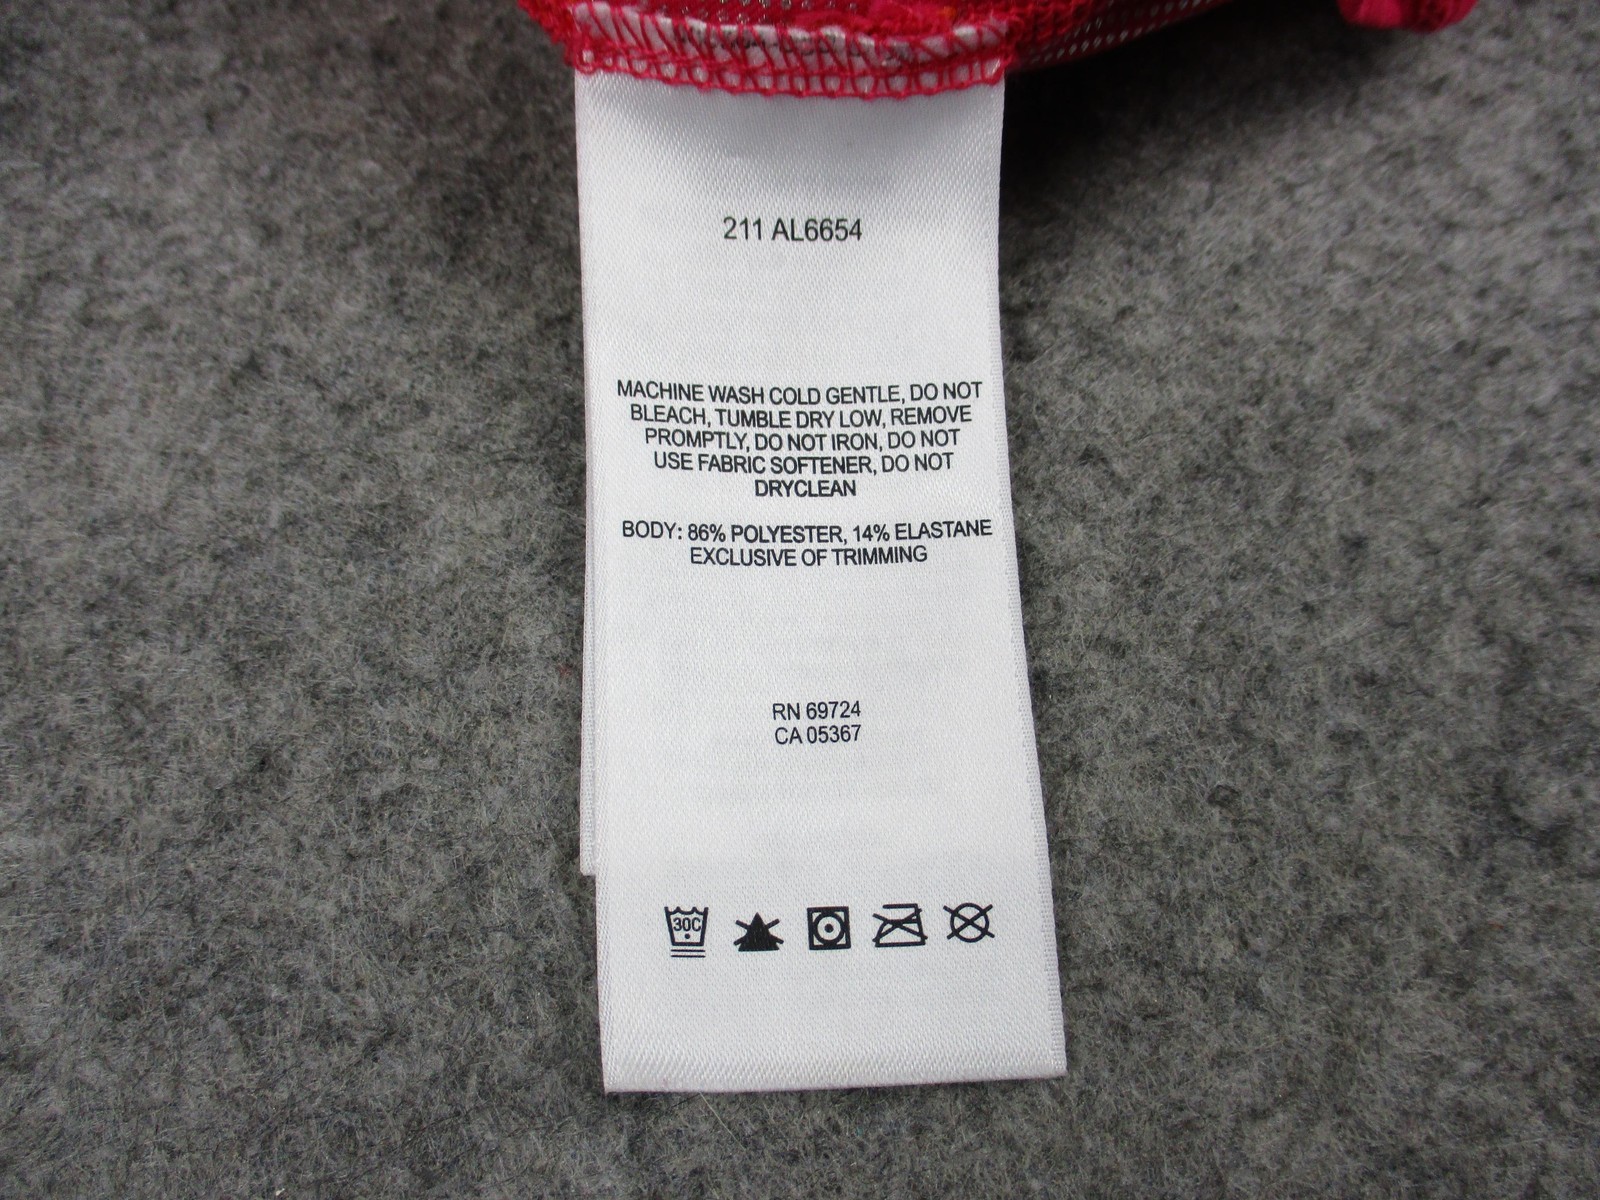 211 AL6654
MACHINE WASH COLD GENTLE, DO NOT
BLEACH, TUMBLE DRY LOW, REMOVE
PROMPTLY, DO NOT IRON, DO NOT
USE FABRIC SOFTENER, DO NOT
DRYCLEAN
BODY: 86% POLYESTER, 14% ELASTANE
EXCLUSIVE OF TRIMMING
RN 69724
CA 05367
30C